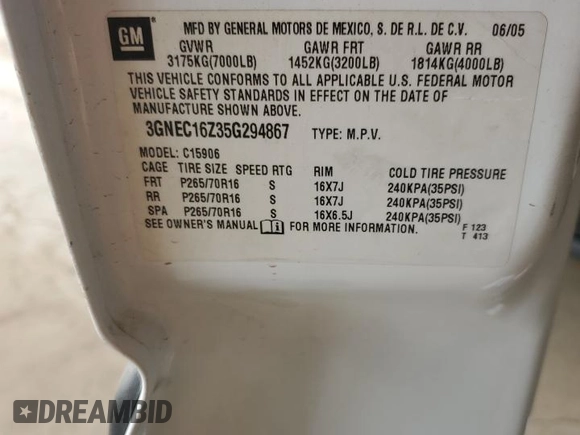 GM
MFD BY GENERAL MOTORS DE MEXICO, S. DE R.L. DE C.V. 06/05
GVWR GAWR FRT GAWR RR
3175KG(7000LB) 1452KG(3200LB) 1814KG(4000LB)
THIS VEHICLE CONFORMS TO ALL APPLICABLE U.S. FEDERAL MOTOR
VEHICLE SAFETY STANDARDS IN EFFECT ON THE DATE OF
MANUFACTURE SHOWN ABOVE.
3GNEC16Z35G294867 TYPE: M.P.V.
MODEL: C15906
CAGE TIRE SIZE SPEED RTG RIM COLD TIRE PRESSURE
FRT P265/70R16 S 16X7J 240KPA(35PSI)
RR P265/70R16 S 16X7J 240KPA(35PSI)
SPA P265/70R16 S 16X6.5J 240KPA(35PSI)
SEE OWNER'S MANUAL FOR MORE INFORMATION.
F 123
T 413
DREAMBID